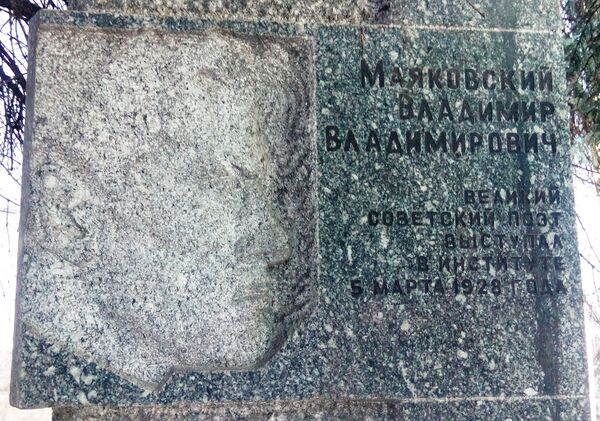 Маяковский
Владимир
Владимирович
великий
советский поэт
выступал
в институте
5 марта 1928 года